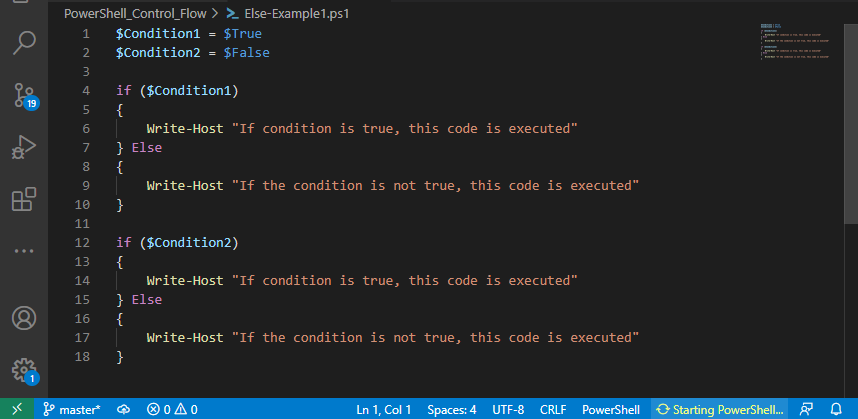 PowerShell_Control_Flow > Else-Example1.ps1
1 $Condition1 = $True
2 $Condition2 = $False
3
4 if ($Condition1)
5 {
6 Write-Host "If condition is true, this code is executed"
7 } Else
8 {
9 Write-Host "If the condition is not true, this code is executed"
10 }
11
12 if ($Condition2)
13 {
14 Write-Host "If condition is true, this code is executed"
15 } Else
16 {
17 Write-Host "If the condition is not true, this code is executed"
18 }
19
1
master* 0 0 Ln 1, Col 1 Spaces: 4 UTF-8 CRLF PowerShell Starting PowerShell...